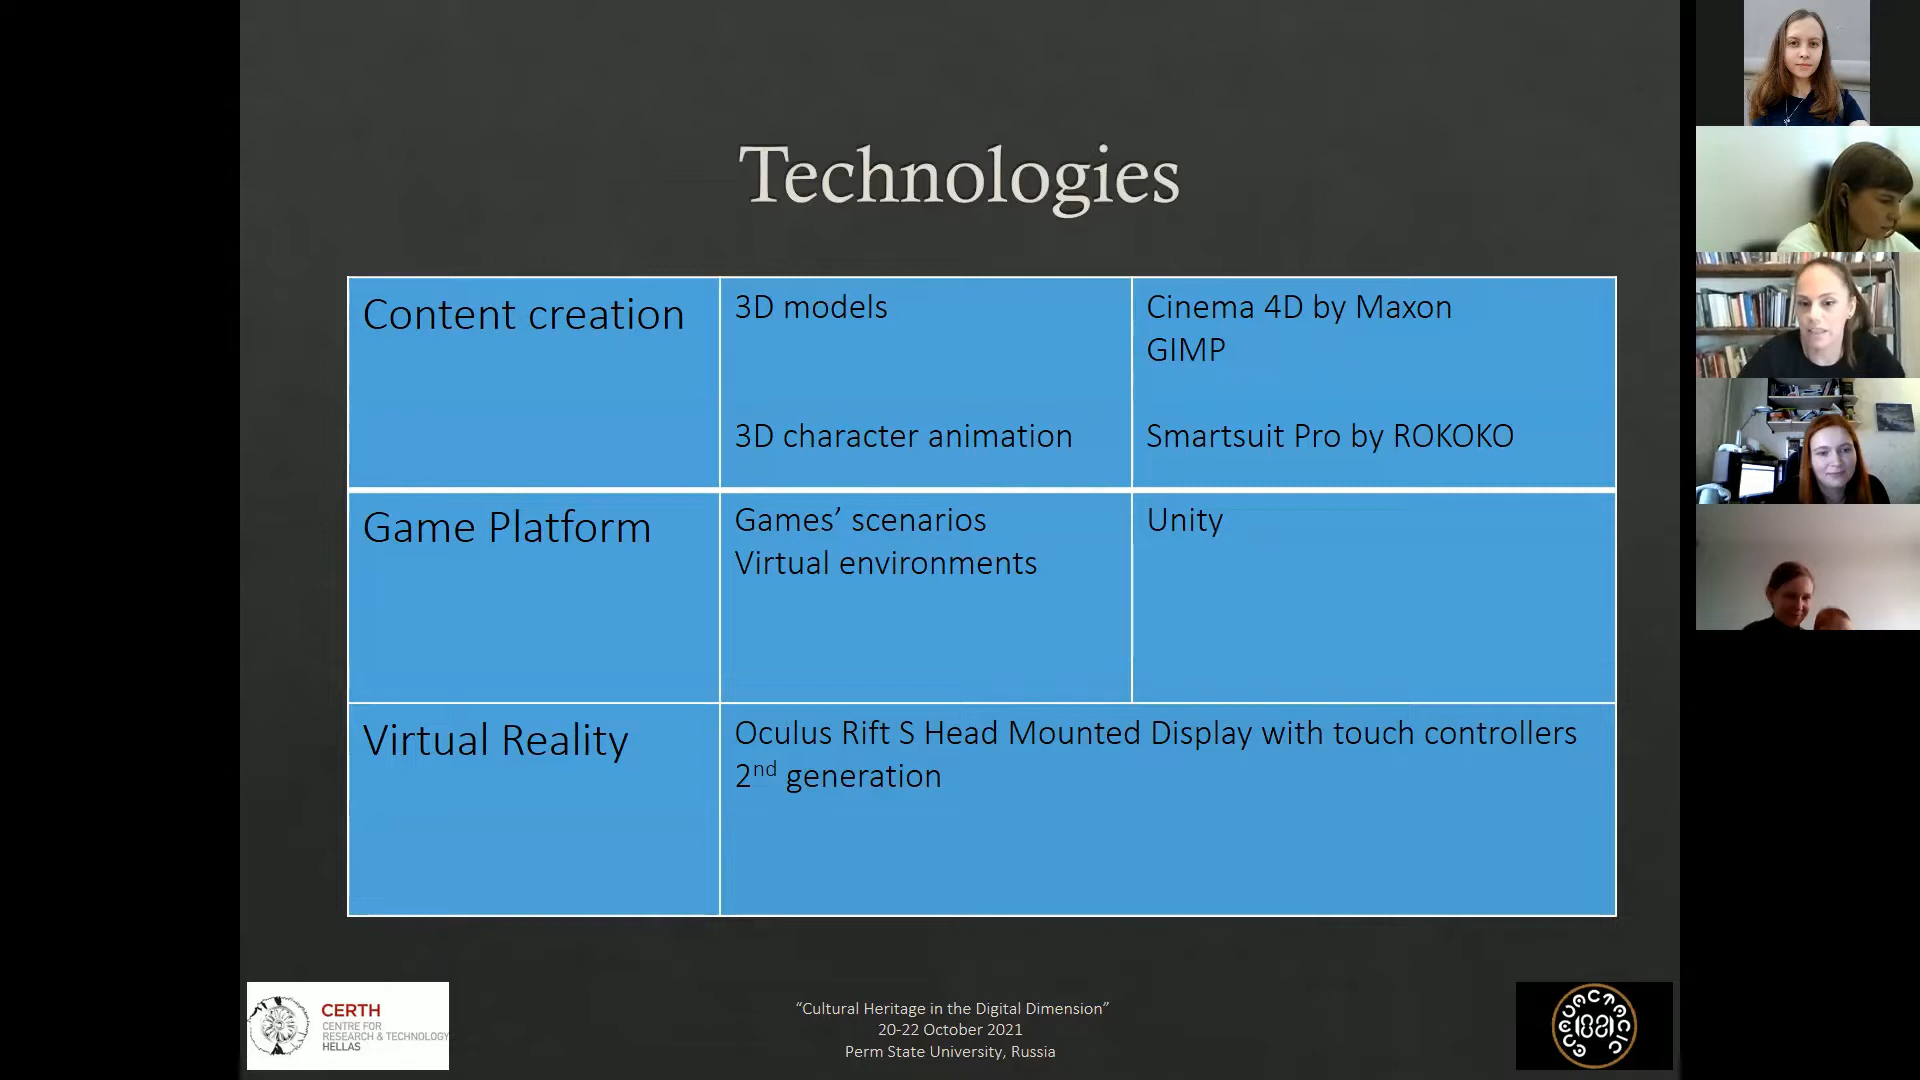 Technologies
Content creation
3D models
Cinema 4D by Maxon
GIMP
3D character animation
Smartsuit Pro by ROKOKO
Game Platform
Games’ scenarios
Virtual environments
Unity
Virtual Reality
Oculus Rift S Head Mounted Display with touch controllers
2nd generation
CERTH
CENTRE FOR
RESEARCH & TECHNOLOGY
HELLAS
“Cultural Heritage in the Digital Dimension”
20-22 October 2021
Perm State University, Russia